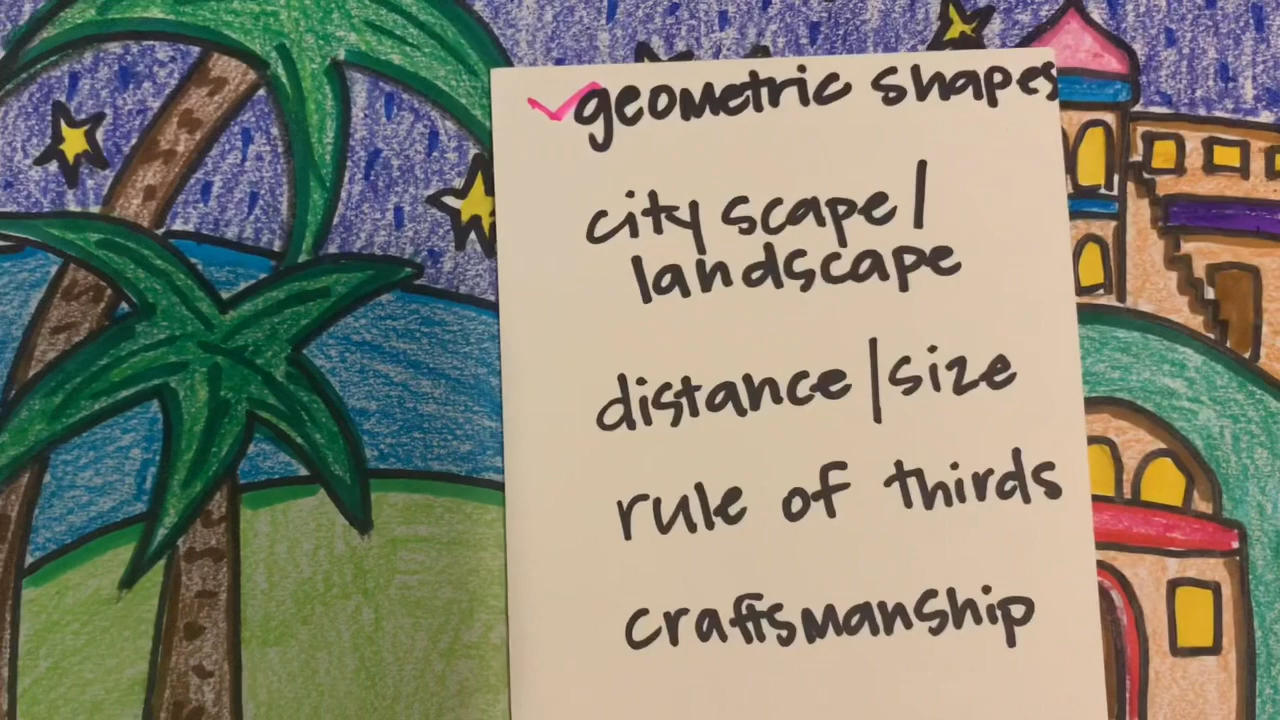 geometric shapes
city scape/
landscape
distance/size
rule of thirds
craftsmanship